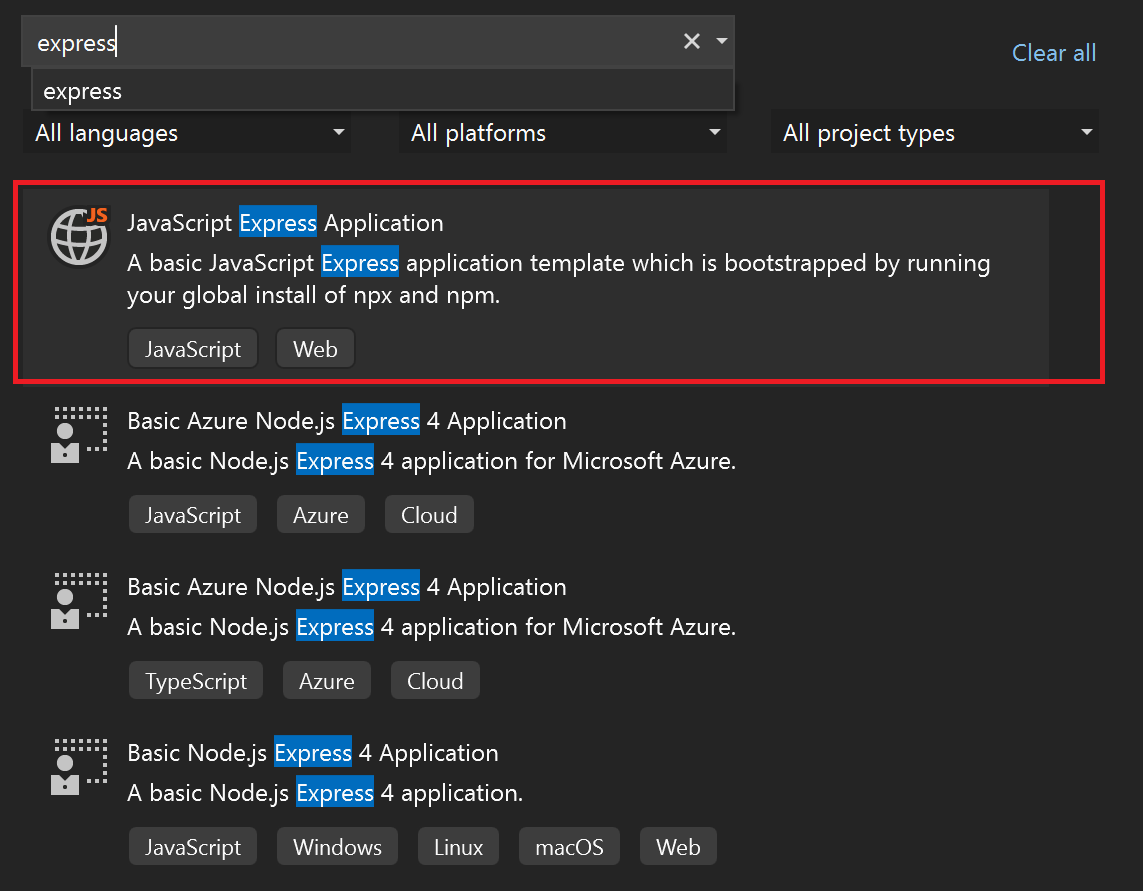 express
Clear all
express
All languages
All platforms
All project types
JS
JavaScript Express Application
A basic JavaScript Express application template which is bootstrapped by running
your global install of npx and npm.
JavaScript
Web
Basic Azure Node.js Express 4 Application
A basic Node.js Express 4 application for Microsoft Azure.
JavaScript
Azure
Cloud
Basic Azure Node.js Express 4 Application
A basic Node.js Express 4 application for Microsoft Azure.
TypeScript
Azure
Cloud
Basic Node.js Express 4 Application
A basic Node.js Express 4 application.
JavaScript
Windows
Linux
macOS
Web